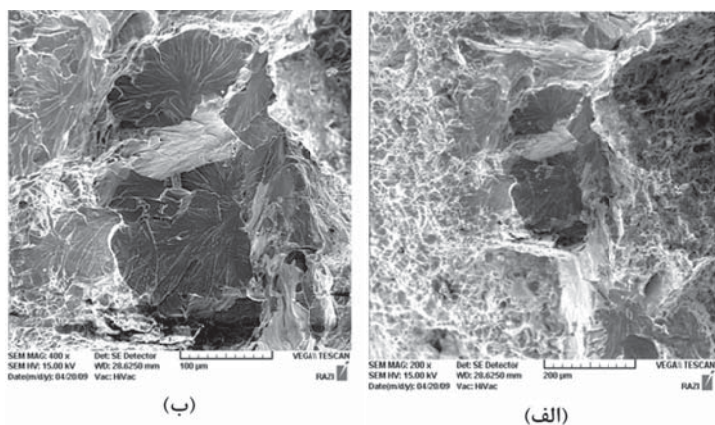 SEM MAG: 400 x Det: SE Detector
SEM HV: 15.00 kV WD: 28.6250 mm 100 µm VEGA\\ TESCAN
Date(m/d/y): 04/20/09 Vac: HiVac RAZI
(ب)
SEM MAG: 200 x Det: SE Detector
SEM HV: 15.00 kV WD: 28.6250 mm 200 µm VEGA\\ TESCAN
Date(m/d/y): 04/20/09 Vac: HiVac RAZI
(الف)